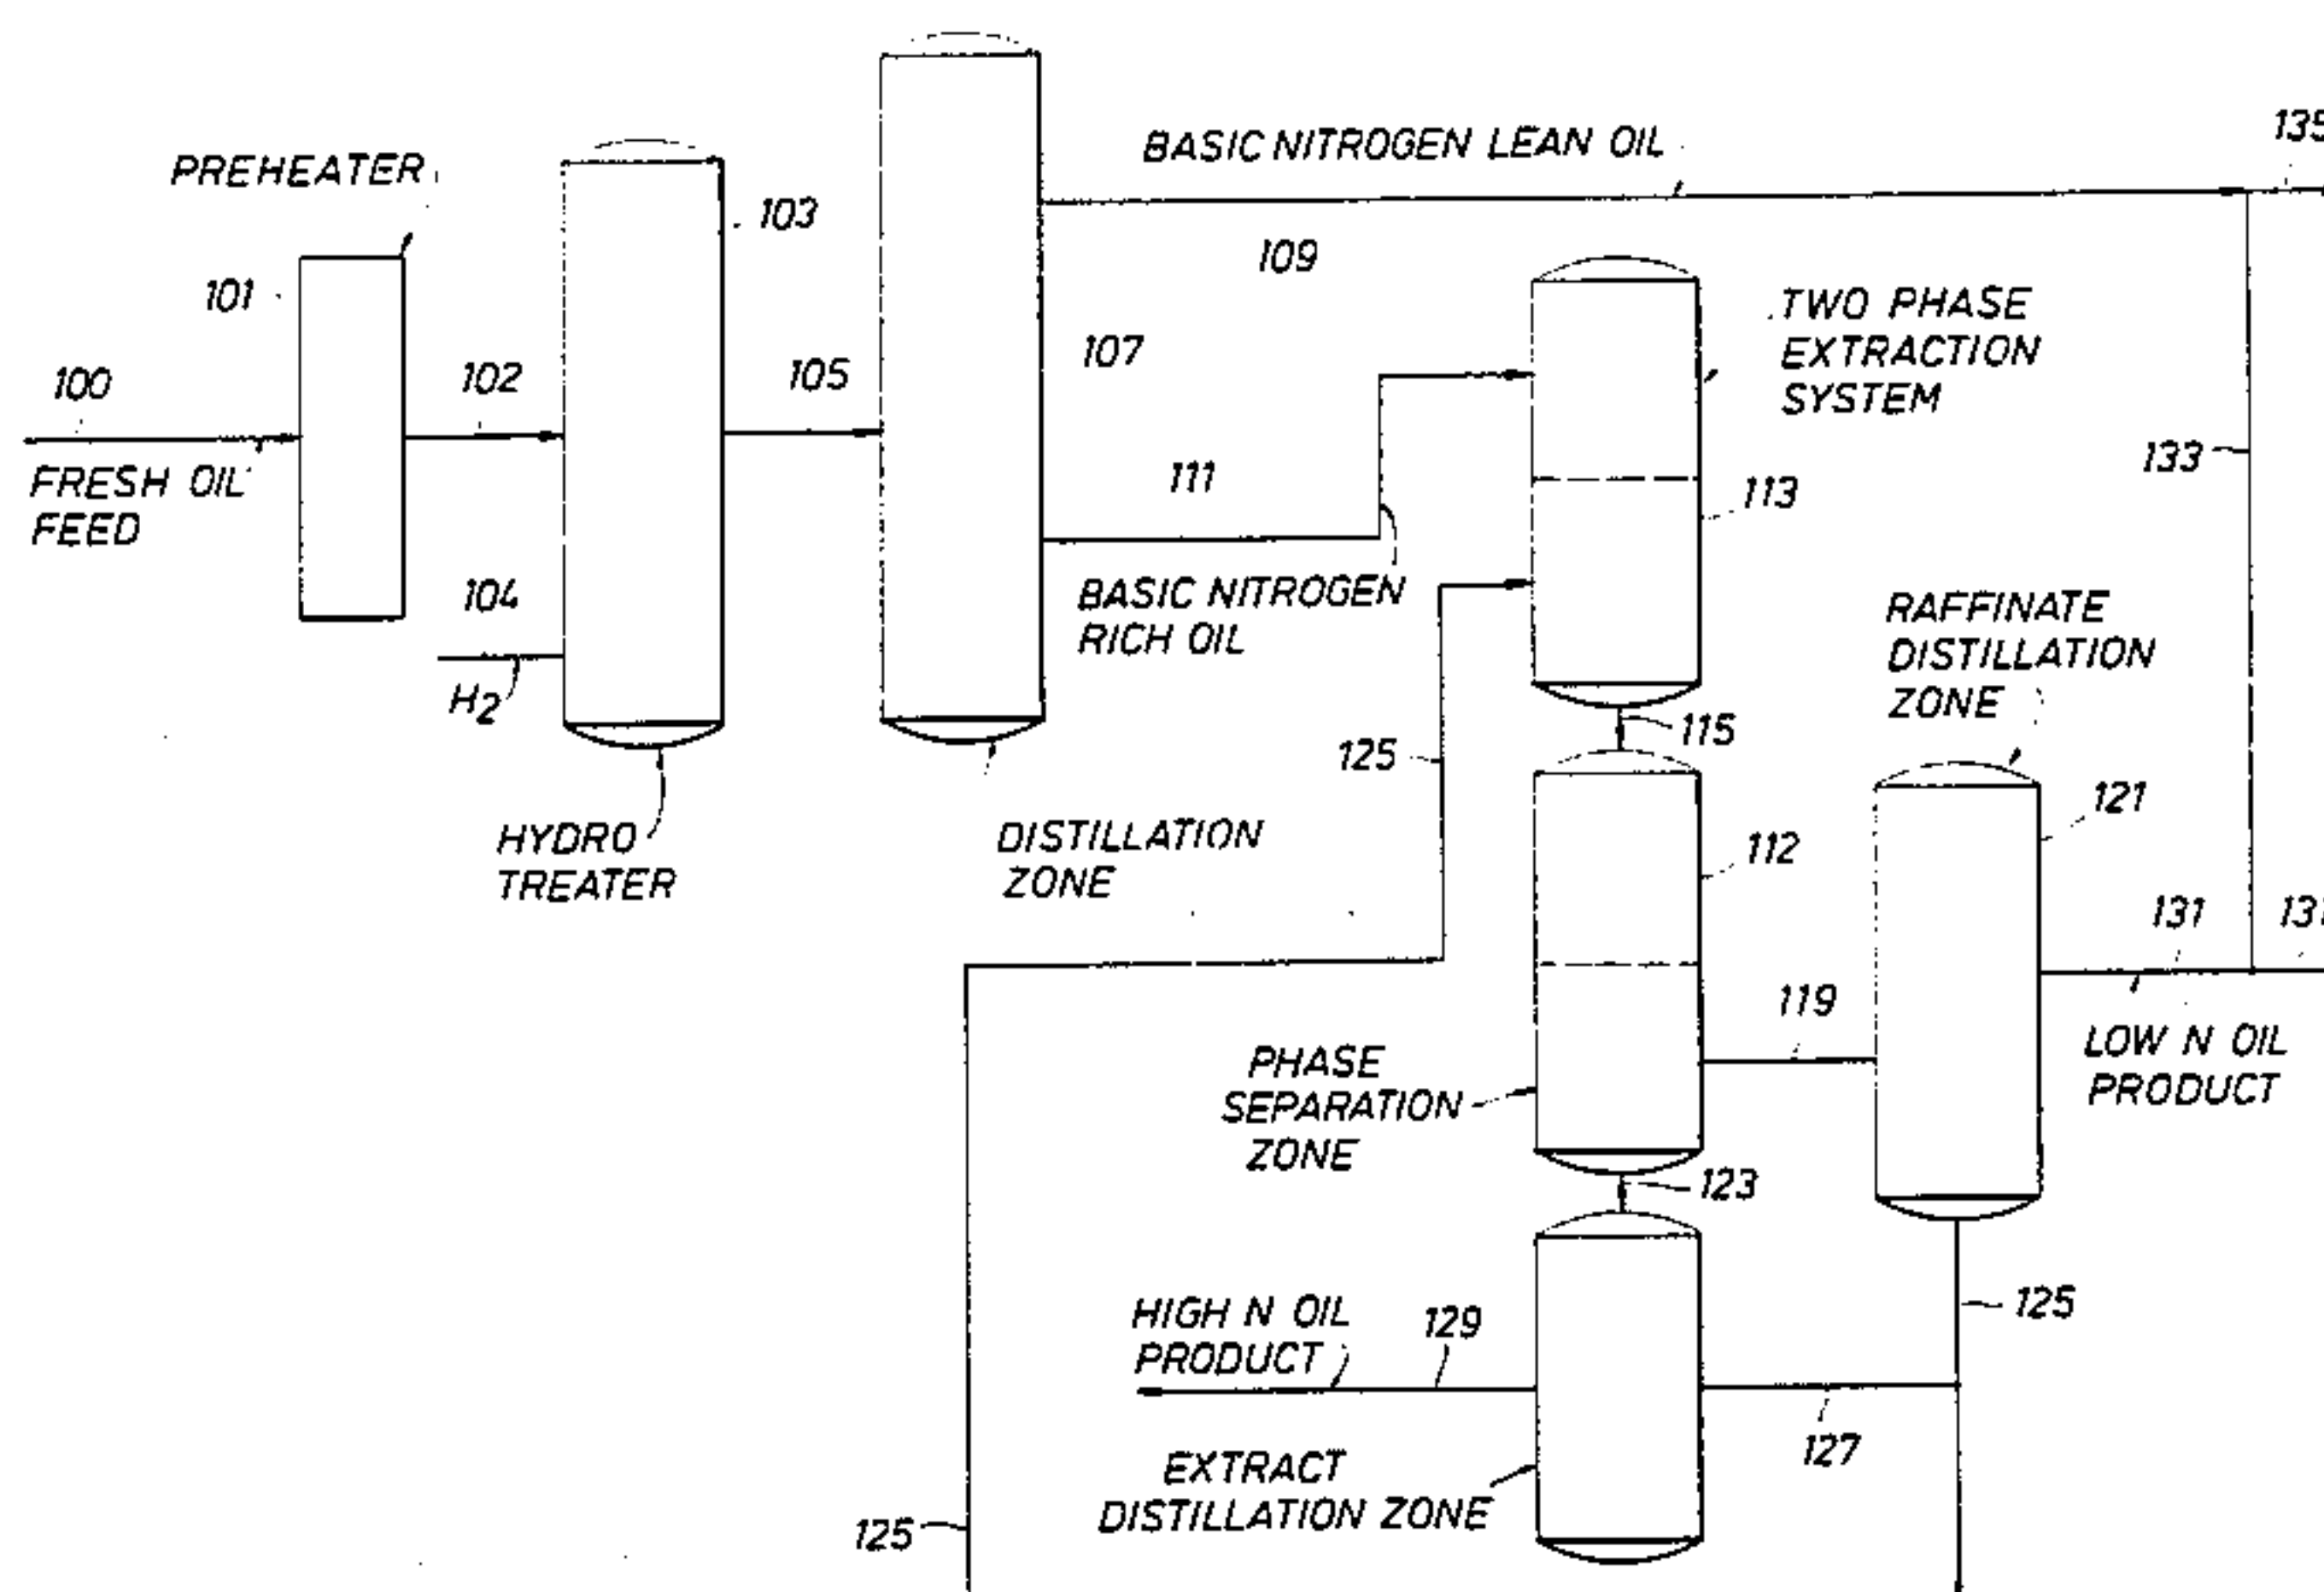 PREHEATER
101
100
FRESH OIL
FEED
102
103
104
H2
HYDRO
TREATER
105
DISTILLATION
ZONE
107
BASIC NITROGEN LEAN OIL
109
111
BASIC NITROGEN
RICH OIL
TWO PHASE
EXTRACTION
SYSTEM
113
115
125
112
PHASE
SEPARATION
ZONE
119
123
RAFFINATE
DISTILLATION
ZONE
121
133
131
LOW N OIL
PRODUCT
125
127
HIGH N OIL
PRODUCT
129
EXTRACT
DISTILLATION ZONE
125